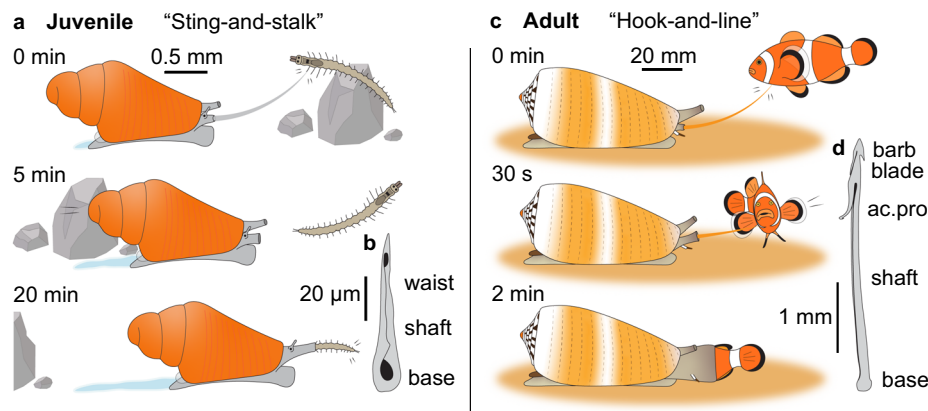 a Juvenile “Sting-and-stalk”
0 min
0.5 mm
5 min
20 min
b
waist
20 µm
shaft
base
c Adult “Hook-and-line”
0 min
20 mm
30 s
2 min
d
barb
blade
ac.pro
shaft
1 mm
base